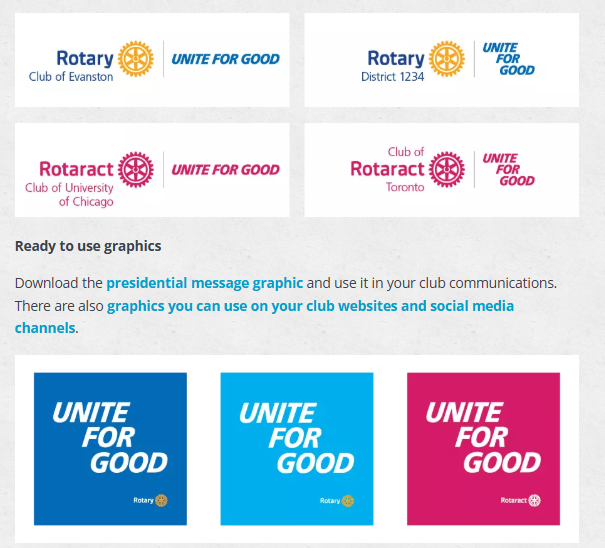 Rotary
Club of Evanston
UNITE FOR GOOD
Rotary
District 1234
UNITE
FOR
GOOD
Rotaract
Club of University
of Chicago
UNITE FOR GOOD
Club of
Rotaract
Toronto
UNITE
FOR
GOOD
Ready to use graphics
Download the presidential message graphic and use it in your club communications.
There are also graphics you can use on your club websites and social media
channels.
UNITE
FOR
GOOD
Rotary
UNITE
FOR
GOOD
Rotary
UNITE
FOR
GOOD
Rotaract